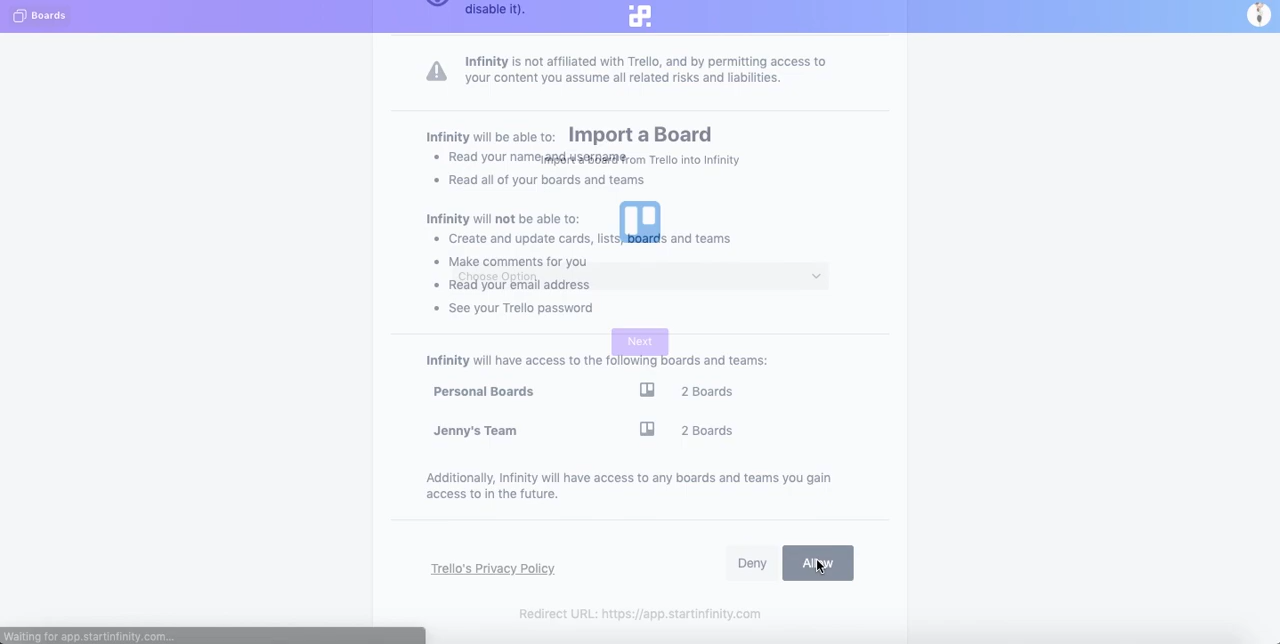 Boards
disable it).
Infinity is not affiliated with Trello, and by permitting access to
your content you assume all related risks and liabilities.
Import a Board
Import a board from Trello into Infinity
Infinity will be able to:
Read your name and username
Read all of your boards and teams
Infinity will not be able to:
Create and update cards, lists, boards and teams
Make comments for you
Choose Option
Read your email address
See your Trello password
Next
Infinity will have access to the following boards and teams:
Personal Boards 2 Boards
Jenny's Team 2 Boards
Additionally, Infinity will have access to any boards and teams you gain
access to in the future.
Trello's Privacy Policy Deny Allow
Redirect URL: https://app.startinfinity.com
Waiting for app.startinfinity.com...